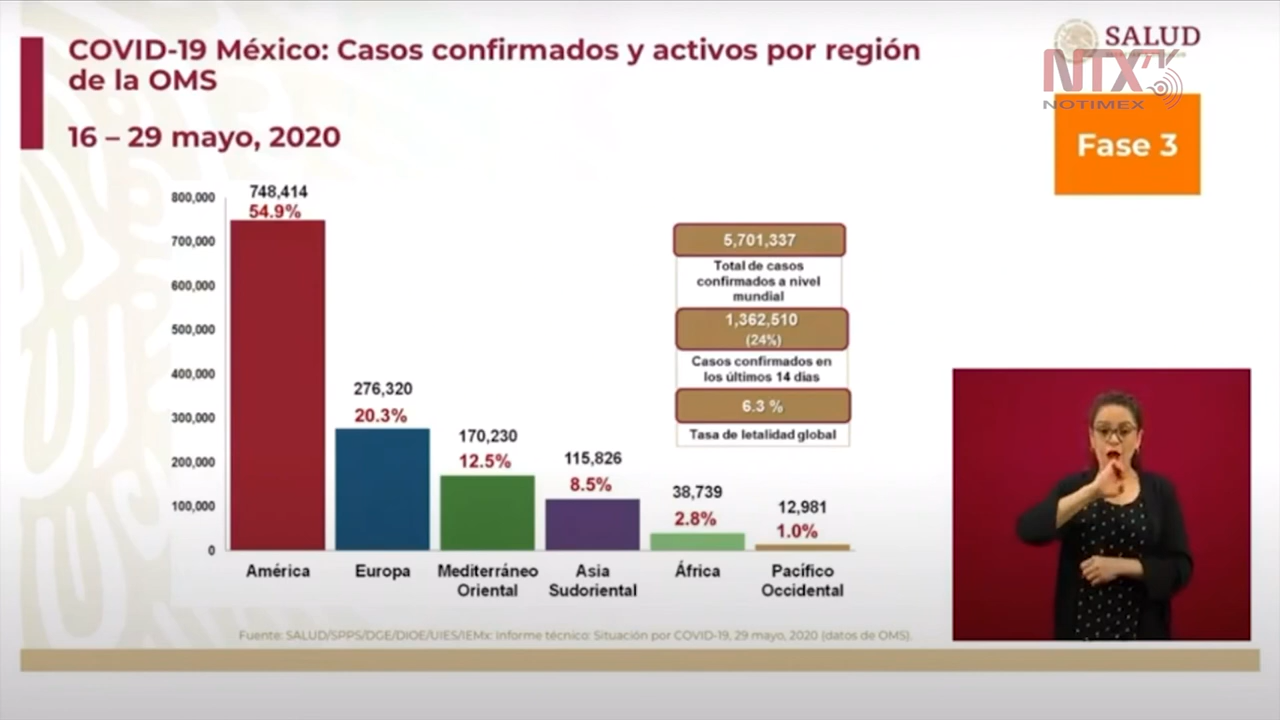 COVID-19 México: Casos confirmados y activos por región
de la OMS
16 – 29 mayo, 2020
SALUD
NTX TV
NOTIMEX
Fase 3
800,000
700,000
600,000
500,000
400,000
300,000
200,000
100,000
0
748,414
54.9%
276,320
20.3%
170,230
12.5%
115,826
8.5%
38,739
2.8%
12,981
1.0%
América
Europa
Mediterráneo
Oriental
Asia
Sudoriental
África
Pacífico
Occidental
5,701,337
Total de casos
confirmados a nivel
mundial
1,362,510
(24%)
Casos confirmados en
los últimos 14 días
6.3 %
Tasa de letalidad global
Fuente: SALUD/SPPS/DGE/DIOE/UIES/IEMx: Informe técnico: Situación por COVID-19, 29 mayo, 2020 (datos de OMS).